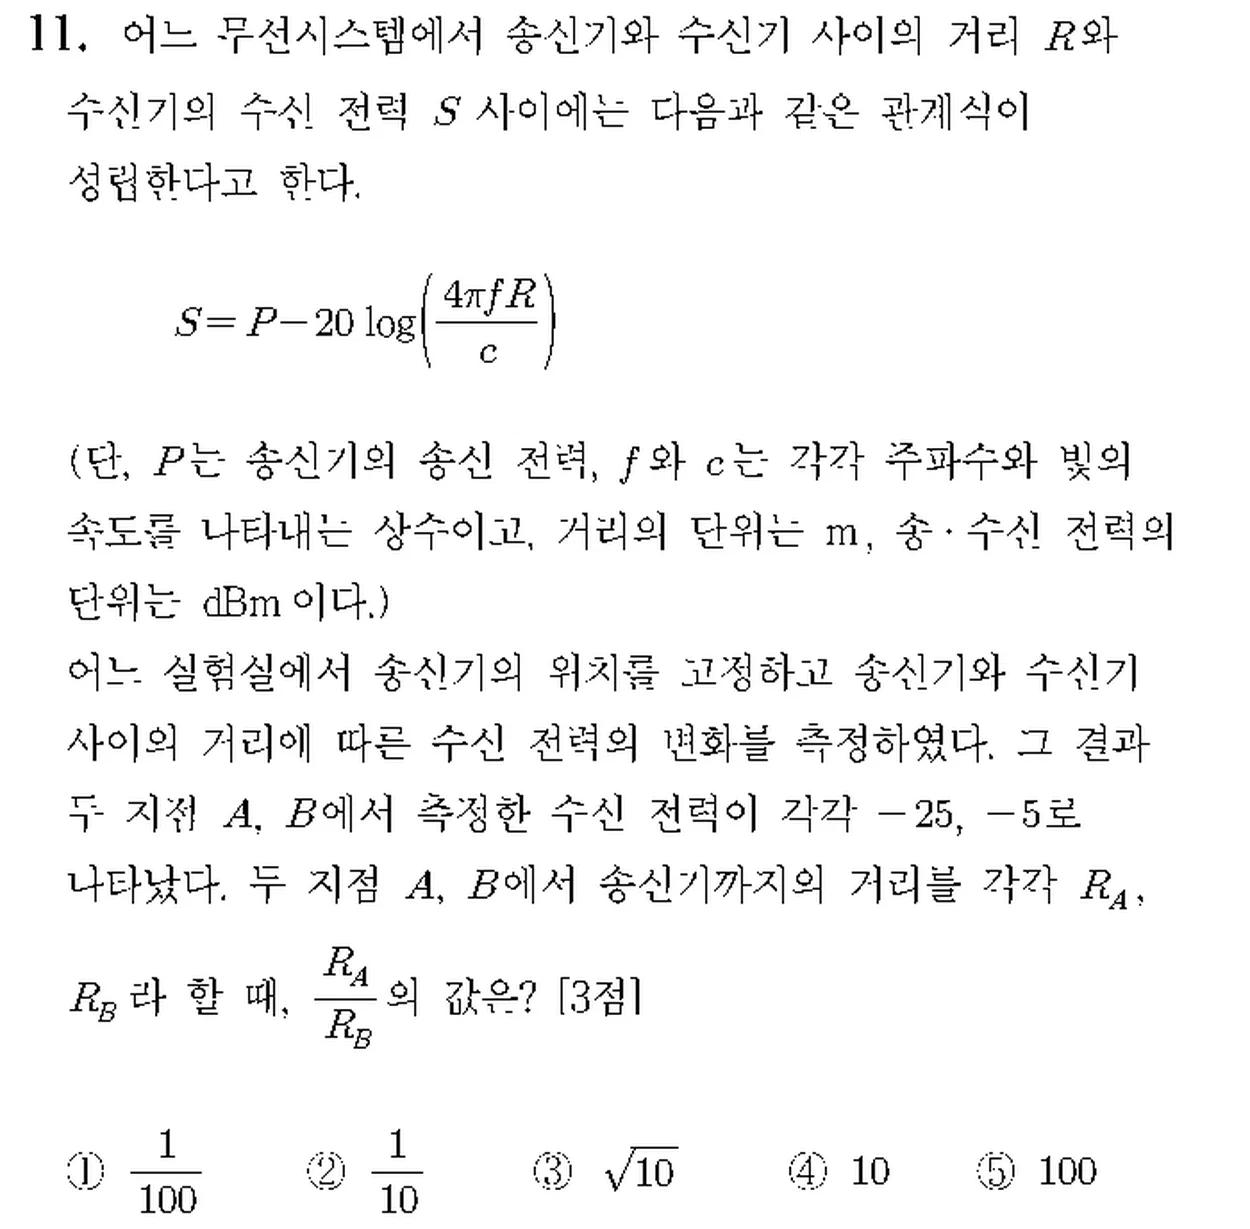 11. 어느 무선시스템에서 송신기와 수신기 사이의 거리 R와
수신기의 수신 전력 S 사이에는 다음과 같은 관계식이
성립한다고 한다.
S = P - 20 log(4πfR/c)
(단, P는 송신기의 송신 전력, f와 c는 각각 주파수와 빛의
속도를 나타내는 상수이고, 거리의 단위는 m, 송·수신 전력의
단위는 dBm이다.)
어느 실험실에서 송신기의 위치를 고정하고 송신기와 수신기
사이의 거리에 따른 수신 전력의 변화를 측정하였다. 그 결과
두 지점 A, B에서 측정한 수신 전력이 각각 -25, -5로
나타났다. 두 지점 A, B에서 송신기까지의 거리를 각각 R_A,
R_B라 할 때, R_A/R_B의 값은? [3점]
① 1/100 ② 1/10 ③ √10 ④ 10 ⑤ 100